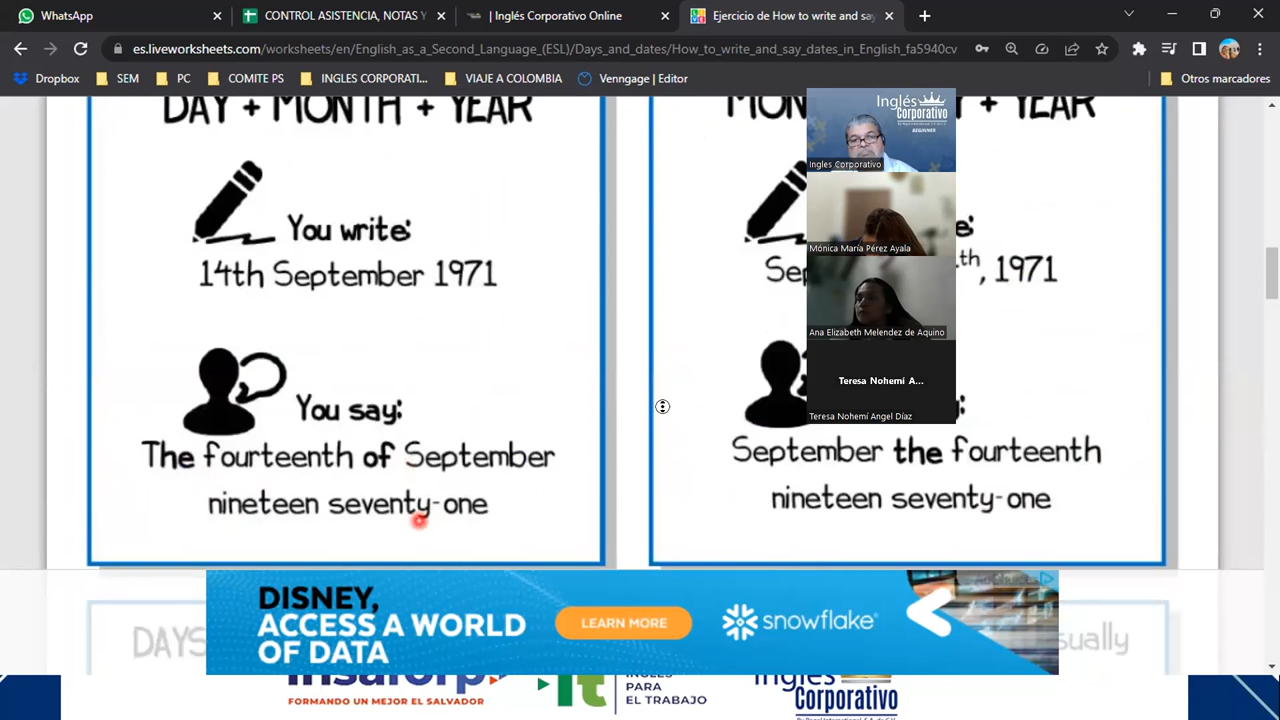 WhatsApp
CONTROL ASISTENCIA, NOTAS Y
| Inglés Corporativo Online
Ejercicio de How to write and say
es.liveworksheets.com/worksheets/en/English_as_a_Second_Language_(ESL)/Days_and_dates/How_to_write_and_say_dates_in_English_fa5940cv
Dropbox
SEM
PC
COMITE PS
INGLES CORPORATI...
VIAJE A COLOMBIA
Venngage | Editor
Otros marcadores
DAY + MONTH + YEAR
You write:
14th September 1971
You say:
The fourteenth of September
nineteen seventy-one
+ YEAR
th, 1971
September the fourteenth
nineteen seventy-one
Inglés
Corporativo
BEGINNER
Ingles Corporativo
Mónica María Pérez Ayala
Ana Elizabeth Melendez de Aquino
Teresa Nohemí A...
Teresa Nohemí Angel Díaz
DAYS
usually
DISNEY,
ACCESS A WORLD
OF DATA
LEARN MORE
snowflake
insaforp
FORMANDO UN MEJOR EL SALVADOR
INGLÉS
PARA
EL TRABAJO
Inglés
Corporativo